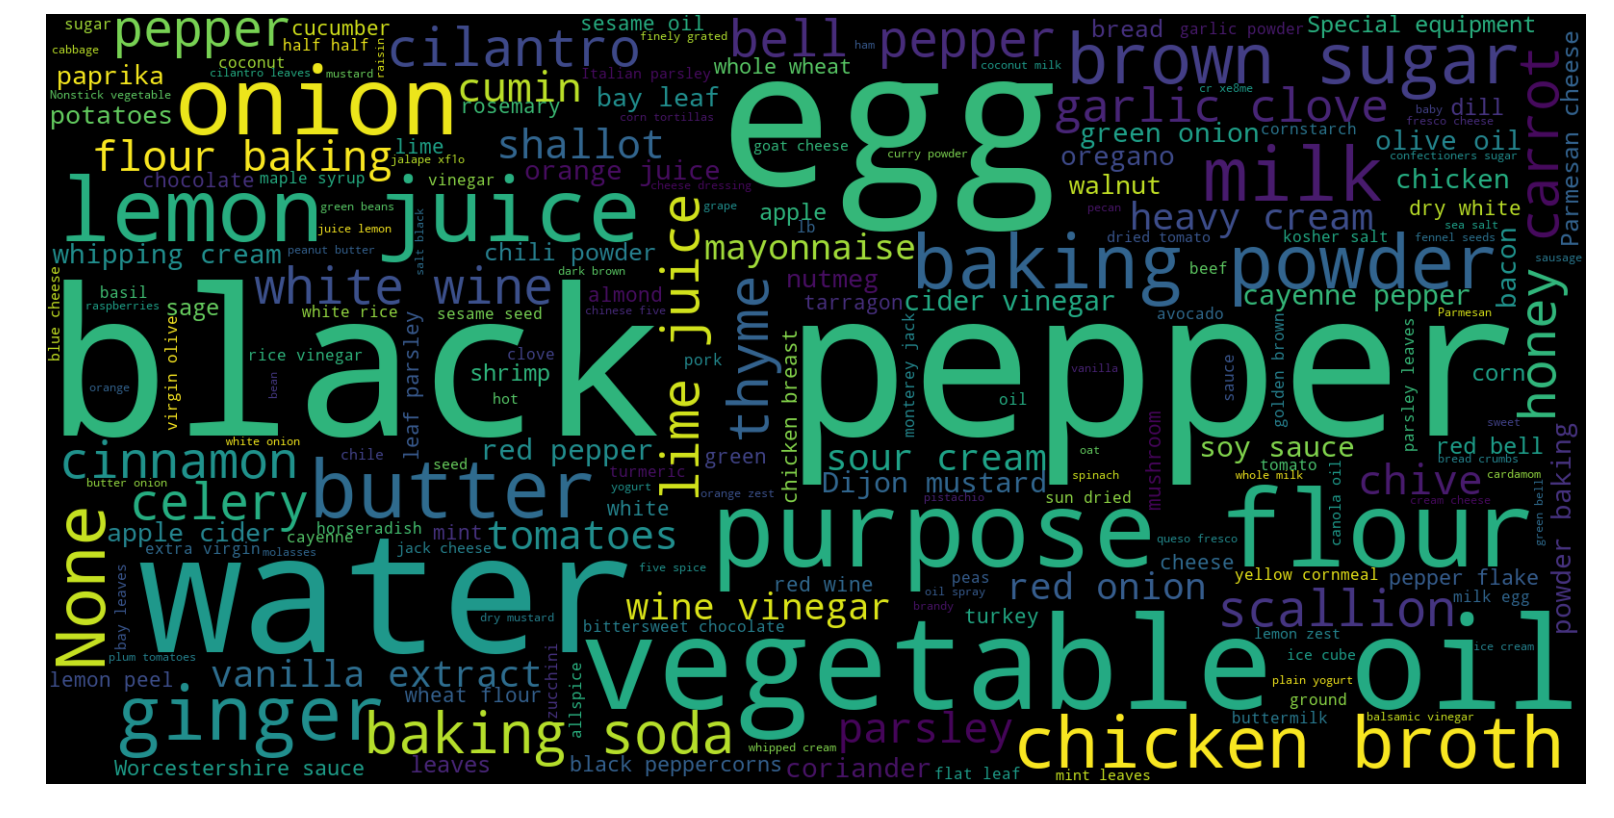 sugar
pepper
cucumber
sesame oil
finely grated
bell pepper
bread
garlic powder
Special equipment
cabbage
half half
raisin
cilantro
ham
brown sugar
carrot
Parmesan cheese
paprika
coconut
cilantro leaves
mustard
onion
cumin
Italian parsley
whole wheat
egg
coconut milk
Nonstick vegetable
rosemary
bay leaf
cr xe8me
garlic clove
baby
dill
potatoes
corn tortillas
fresco cheese
flour baking
lime
shallot
goat cheese
green onion
cornstarch
olive oil
jalape xf1o
curry powder
oregano
confectioners sugar
chocolate
maple syrup
vinegar
orange juice
milk
chicken
lemon juice
cheese dressing
walnut
green beans
grape
apple
pecan
heavy cream
dry white
juice lemon
salt black
lb
sea salt
whipping cream
peanut butter
chili powder
lime juice
mayonnaise
dried tomato
kosher salt
fennel seeds
baking powder
bacon
sausage
blue cheese
white wine
dark brown
nutmeg
beef
honey
basil
almond
thyme
tarragon
cider vinegar
cayenne pepper
raspberries
sage
white rice
sesame seed
chinese five
avocado
Parmesan
virgin olive
leaf parsley
black pepper
chicken breast
monterey jack
golden brown
parsley leaves
rice vinegar
clove
pork
sauce
vanilla
orange
bean
shrimp
corn
hot
oil
sweet
white onion
cinnamon
chile
red pepper
green
sour cream
oat
soy sauce
red bell
seed
turmeric
mushroom
tomato
bread crumbs
powder baking
butter onion
butter
yogurt
orange zest
Dijon mustard
spinach
whole milk
chive
cardamom
celery
white
pistachio
sun dried
canola oil
cream cheese
green bell
None
apple cider
horseradish
cayenne
mint
tomatoes
purpose flour
extra virgin
molasses
jack cheese
queso fresco
cheese
bay leaves
water
five spice
red wine
peas
oil spray
red onion
yellow cornmeal
pepper flake
milk egg
dry mustard
wine vinegar
brandy
turkey
scallion
bittersweet chocolate
vegetable oil
lemon zest
ice cream
plum tomatoes
zucchini
ice cube
lemon peel
vanilla extract
wheat flour
allspice
plain yogurt
ginger
ground
baking soda
parsley
buttermilk
balsamic vinegar
whipped cream
chicken broth
Worcestershire sauce
leaves
black peppercorns
coriander
flat leaf
mint leaves